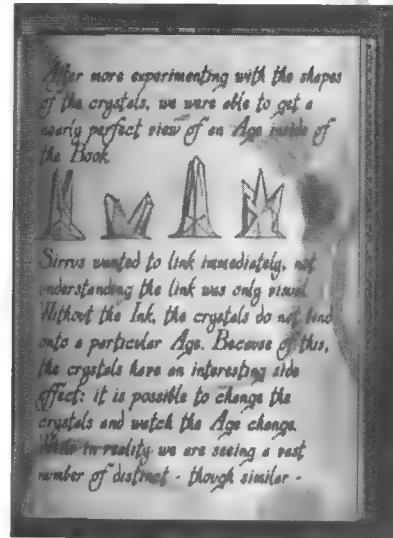 After more experimenting with the shapes
of the crystals, we were able to get a
nearly perfect view of an Age inside of
the Book.
Sirrus wanted to link immediately, not
understanding the link was only visual.
Without the Ink, the crystals do not bind
onto a particular Age. Because of this,
the crystals have an interesting side
effect: it is possible to change the
crystals and watch the Age change.
While in reality we are seeing a vast
number of distinct - though similar -